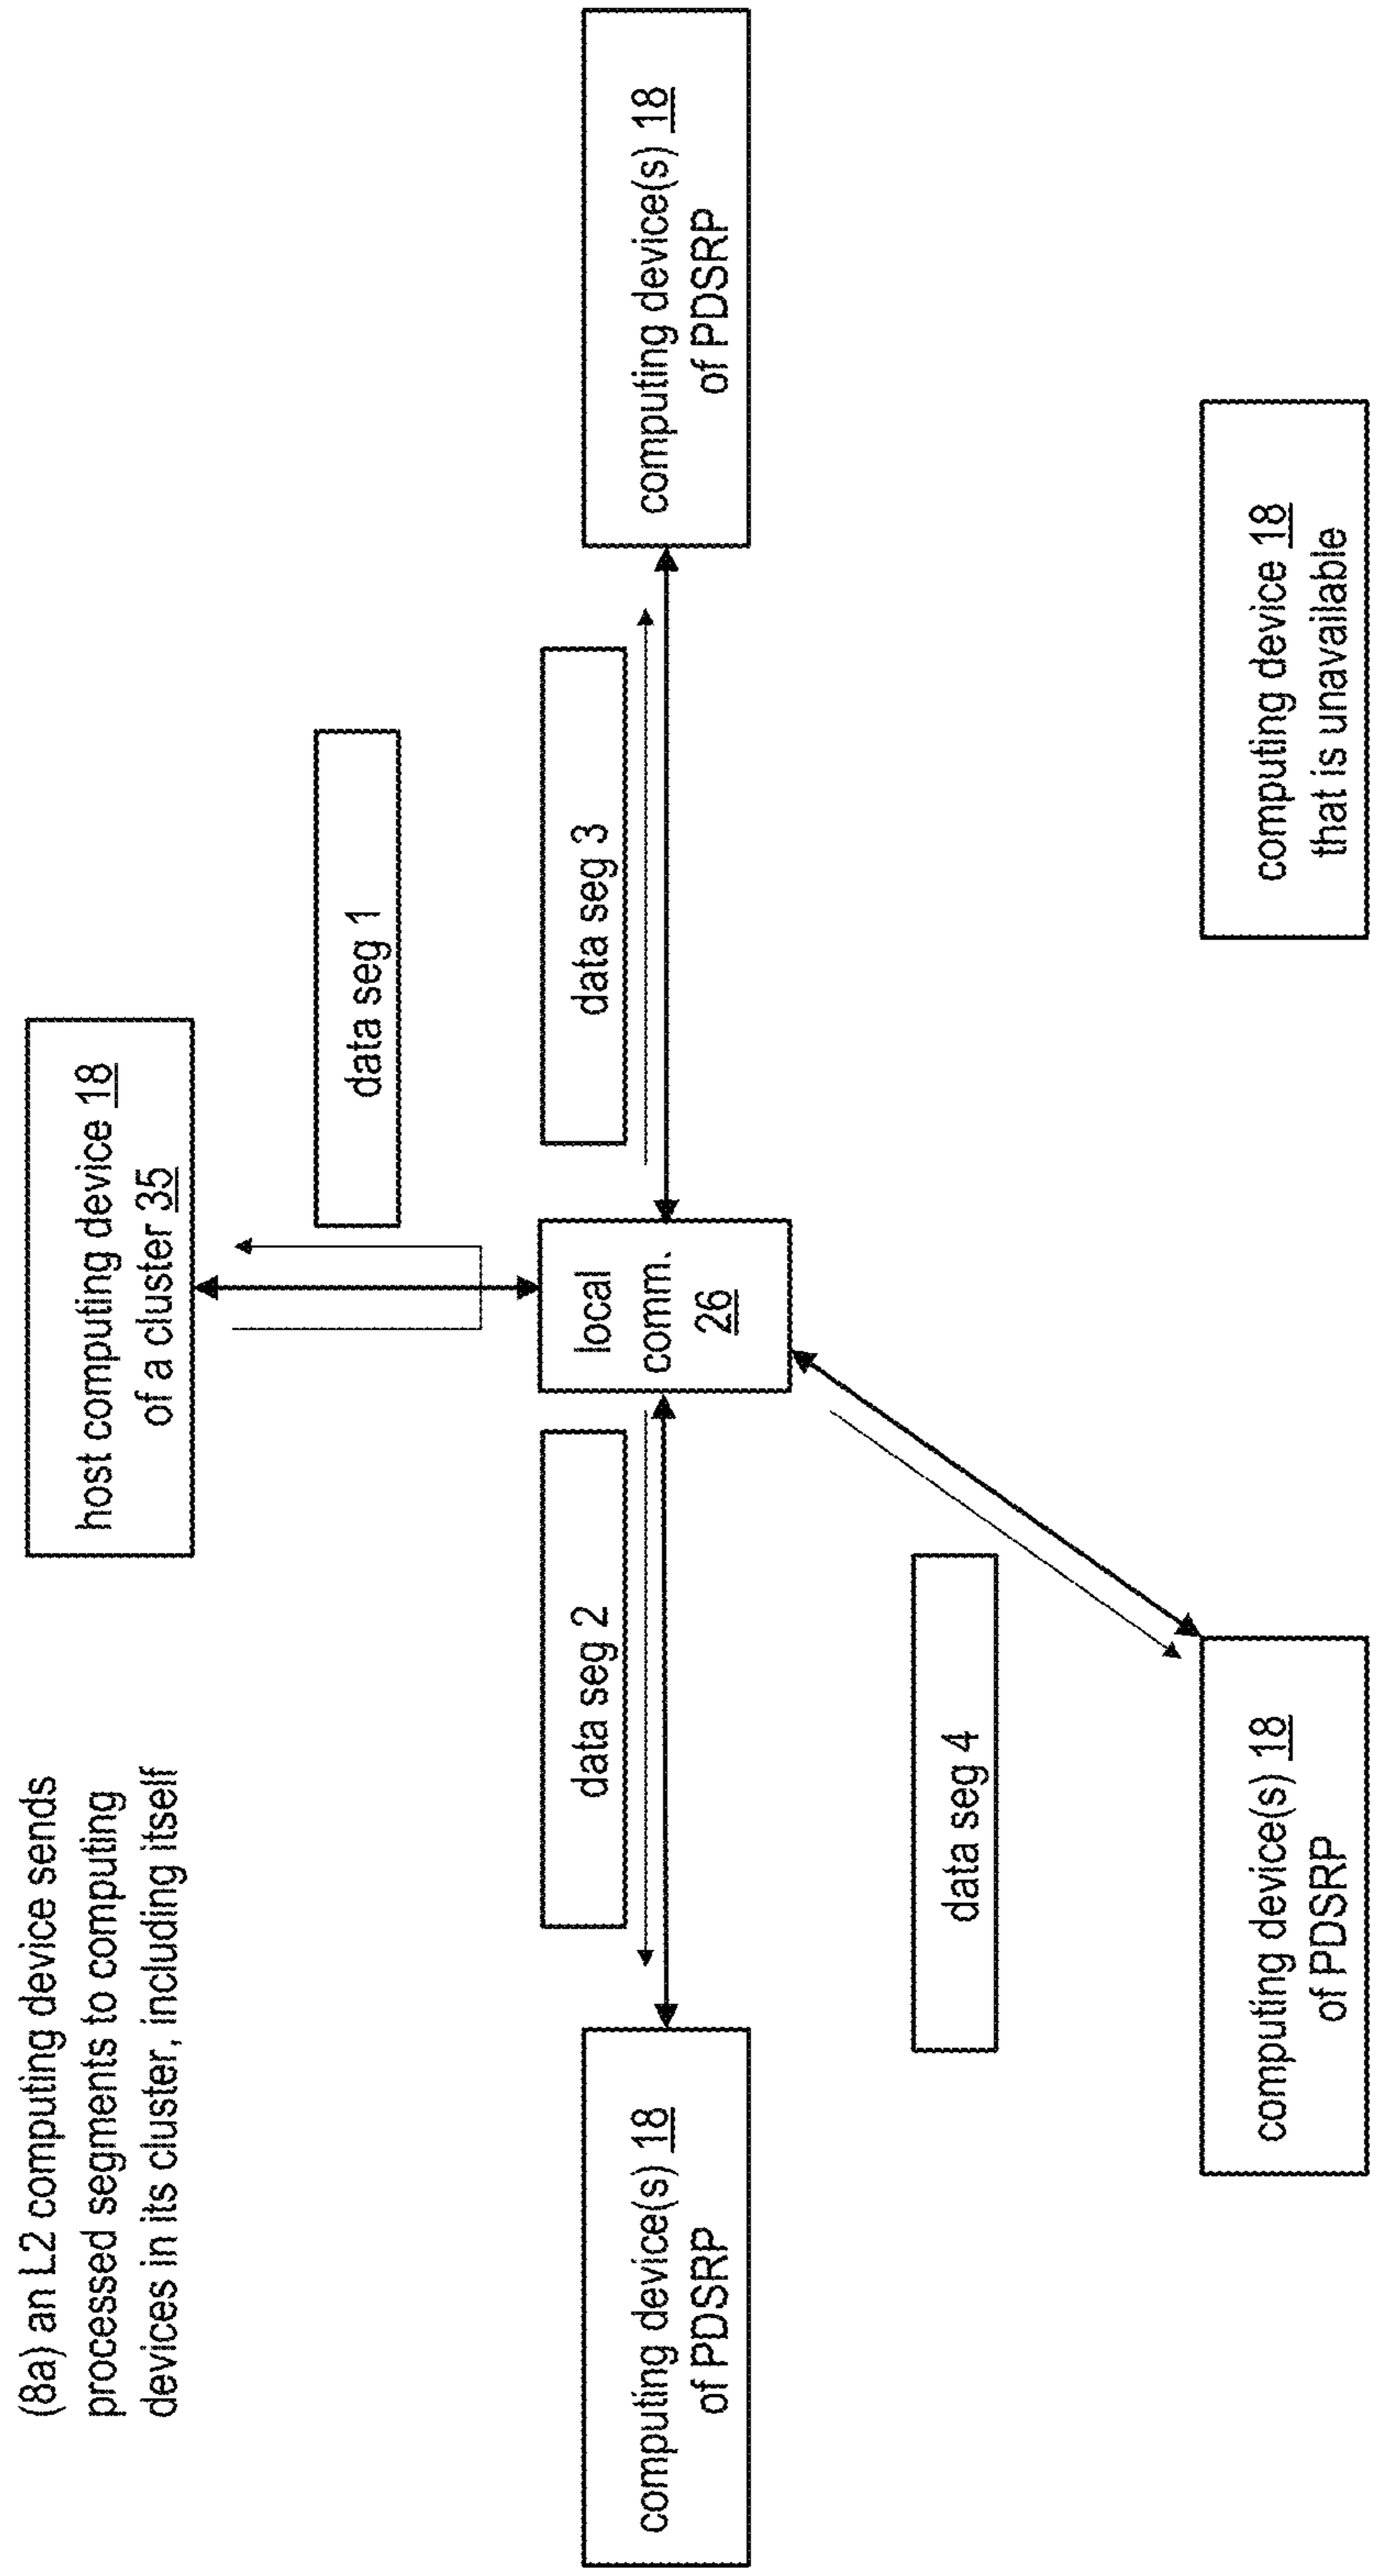 (8a) an L2 computing device sends
processed segments to computing
devices in its cluster, including itself
host computing device 18
of a cluster 35
data seg 1
data seg 2
data seg 3
local
comm.
26
computing device(s) 18
of PDSRP
computing device(s) 18
of PDSRP
data seg 4
computing device(s) 18
of PDSRP
computing device 18
that is unavailable